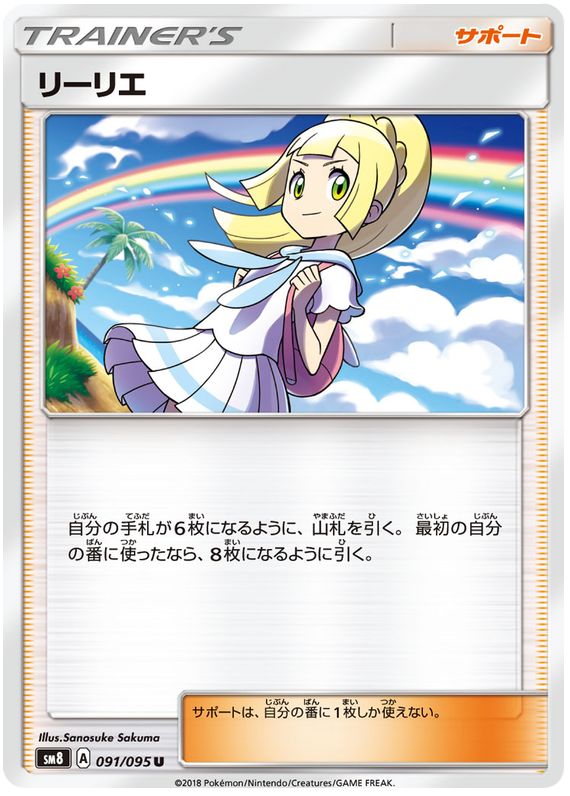 TRAINER'S
サポート
リーリエ
自分の手札が6枚になるように、山札を引く。最初の自分
の番に使ったなら、8枚になるように引く。
サポートは、自分の番に1枚しか使えない。
Illus.Sanosuke Sakuma
SM8 A 091/095 U
©2018 Pokémon/Nintendo/Creatures/GAME FREAK.